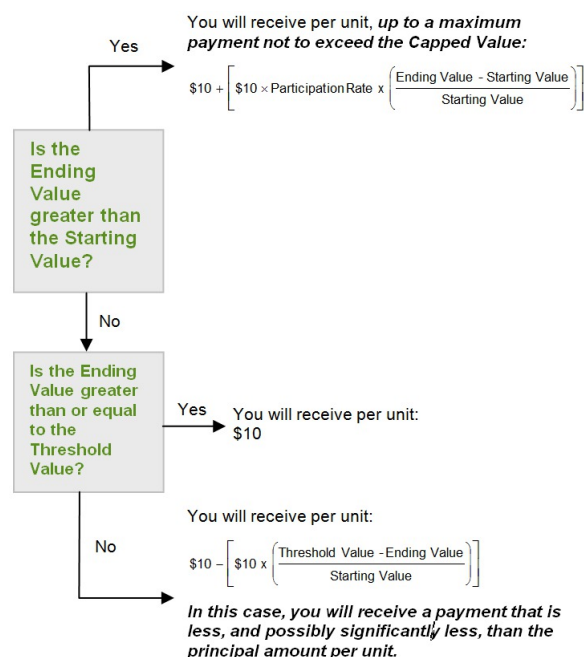 You will receive per unit, up to a maximum
payment not to exceed the Capped Value:
Yes
$10 + [ $10 × Participation Rate x ( Ending Value - Starting Value
Starting Value ) ]
Is the
Ending
Value
greater than
the Starting
Value?
No
Is the Ending
Value greater
than or equal
to the
Threshold
Value?
Yes
You will receive per unit:
$10
You will receive per unit:
No
$10 – [ $10 x ( Threshold Value - Ending Value
Starting Value ) ]
In this case, you will receive a payment that is
less, and possibly significantly less, than the
principal amount per unit.